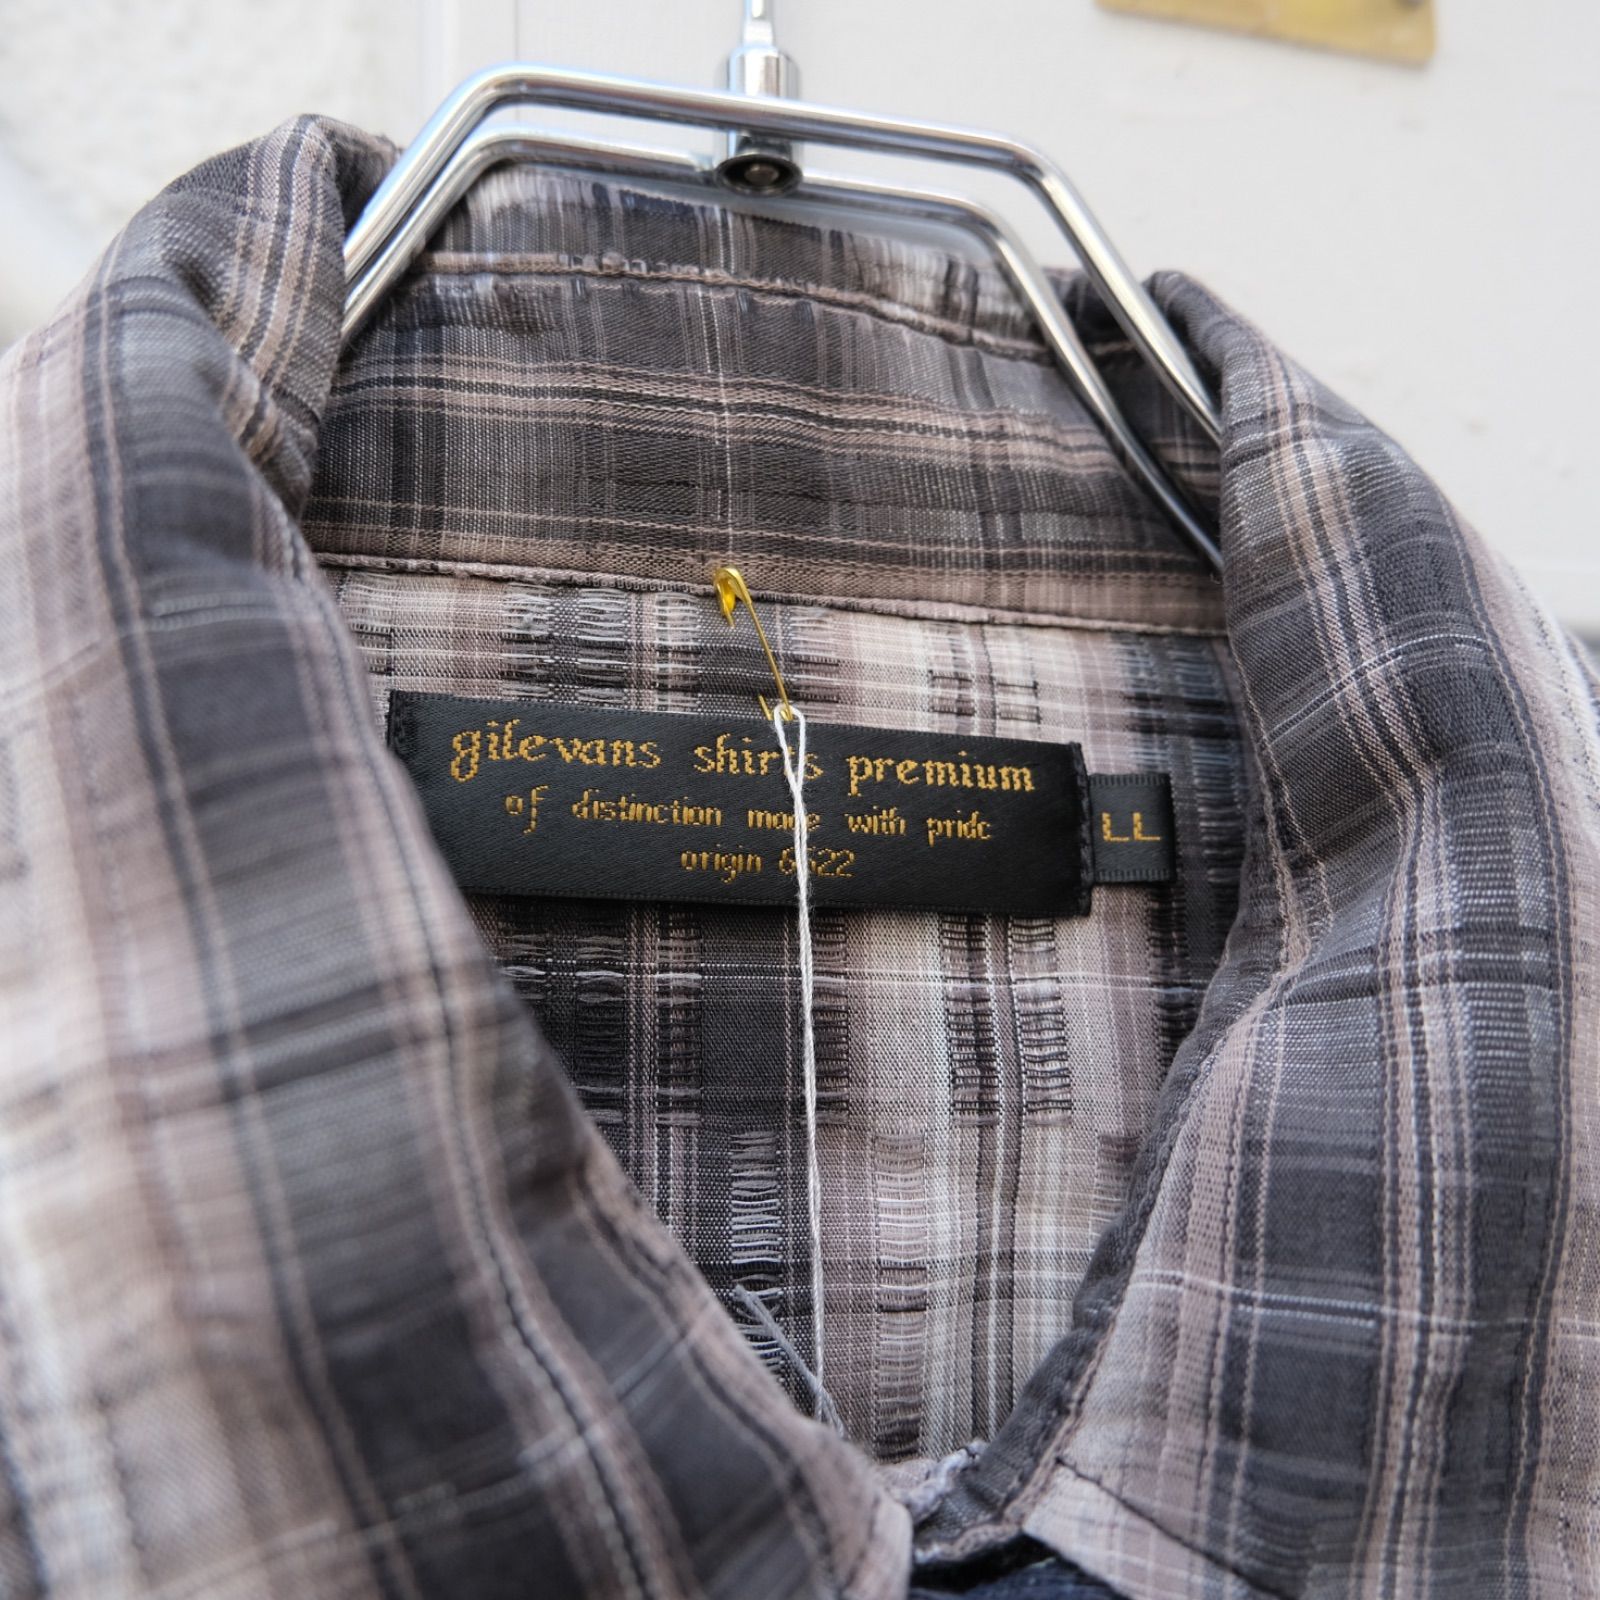 gilevans shirts premium
of distinction made with pride
origin
LL